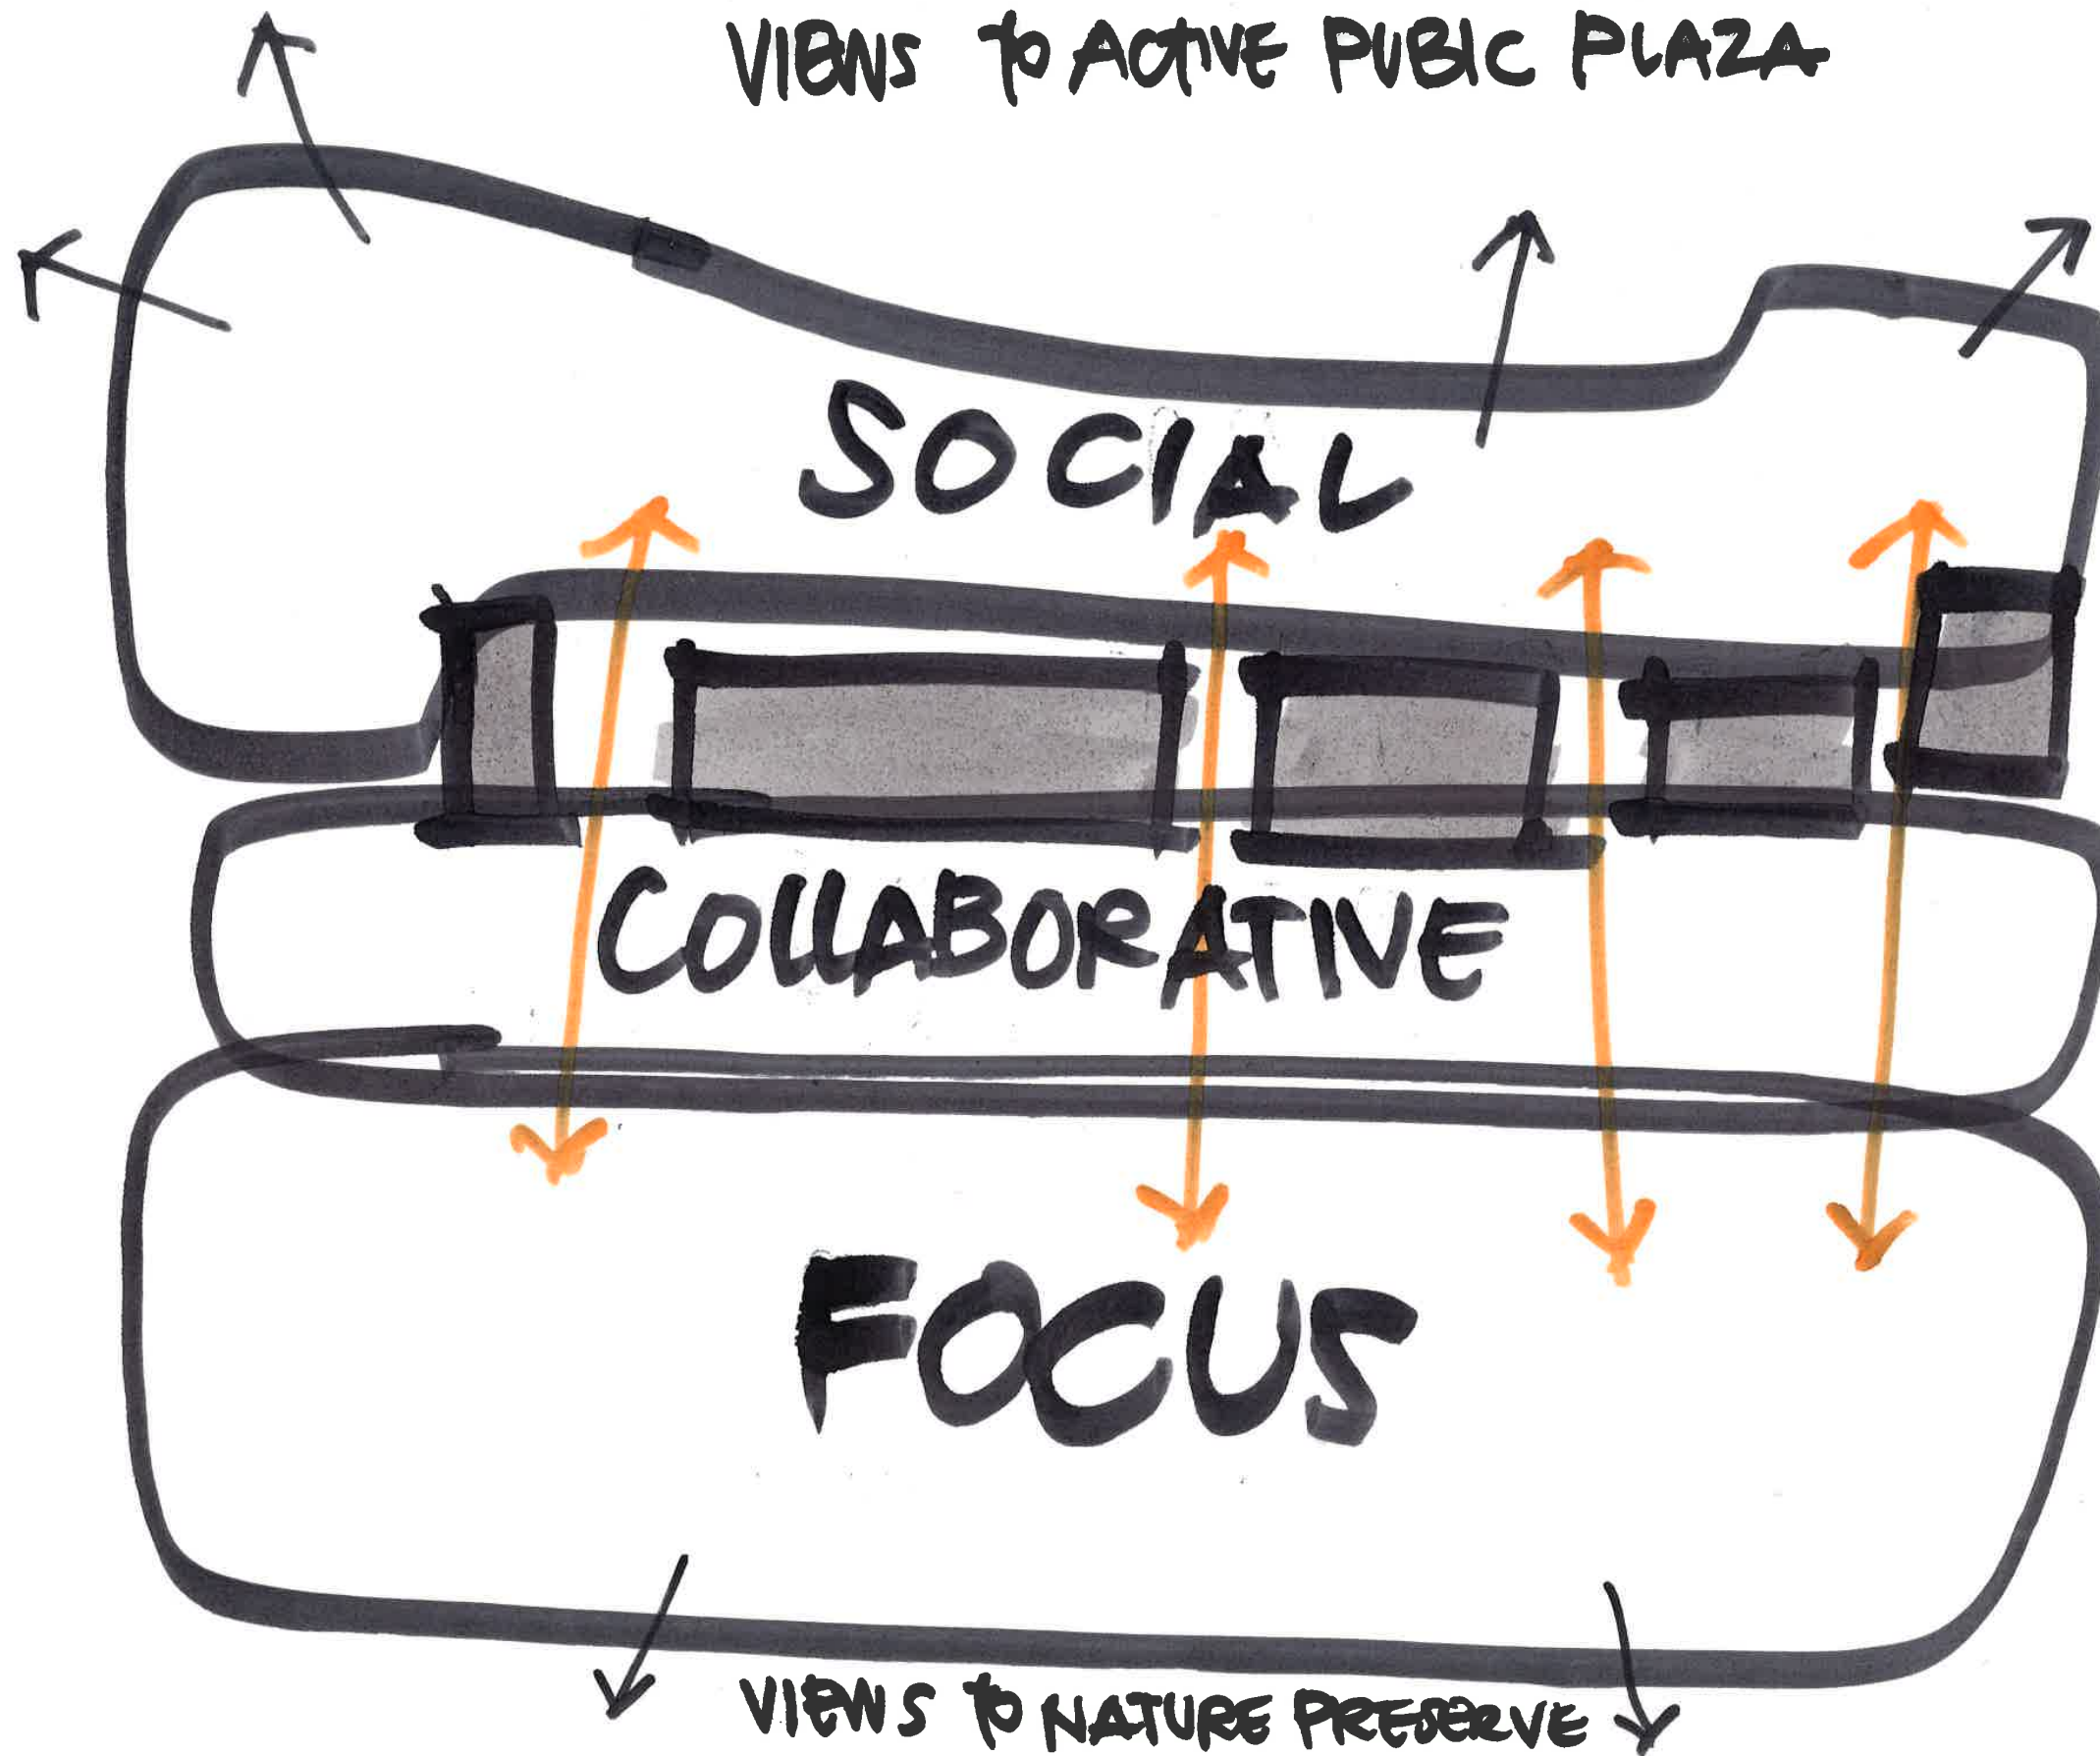 VIEWS to ACTIVE PUBIC PLAZA
SOCIAL
COLLABORATIVE
FOCUS
VIEWS to NATURE PRESERVE